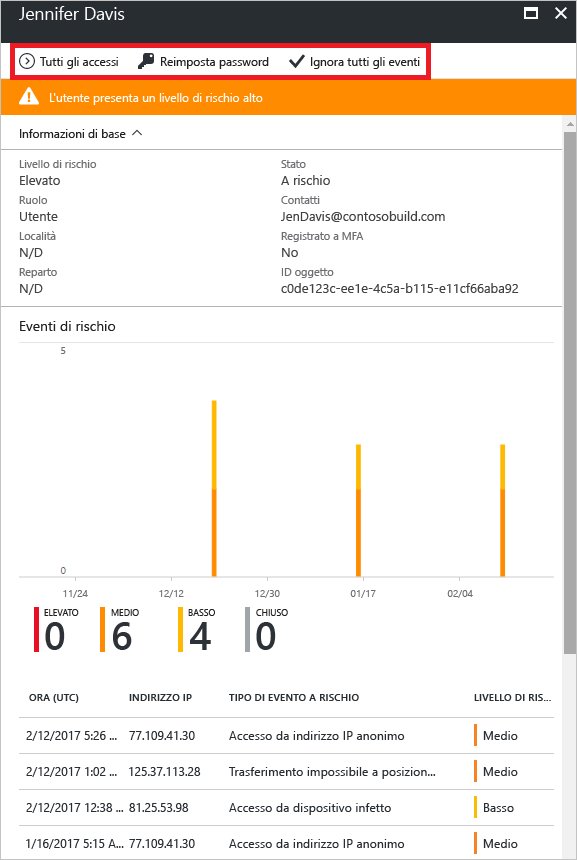 Jennifer Davis
Tutti gli accessi Reimposta password Ignora tutti gli eventi
L'utente presenta un livello di rischio alto
Informazioni di base
Livello di rischio Stato
Elevato A rischio
Ruolo Contatti
Utente JenDavis@contosobuild.com
Località Registrato a MFA
N/D No
Reparto ID oggetto
N/D c0de123c-ee1e-4c5a-b115-e11cf66aba92
Eventi di rischio
5
0
11/24 12/12 12/30 01/17 02/04
ELEVATO MEDIO BASSO CHIUSO
0 6 4 0
ORA (UTC) INDIRIZZO IP TIPO DI EVENTO A RISCHIO LIVELLO DI RIS...
2/12/2017 5:26 ... 77.109.41.30 Accesso da indirizzo IP anonimo Medio
2/12/2017 1:02 ... 125.37.113.28 Trasferimento impossibile a posizion... Medio
2/12/2017 12:38 ... 81.25.53.98 Accesso da dispositivo infetto Basso
1/16/2017 5:15 A... 77.109.41.30 Accesso da indirizzo IP anonimo Medio